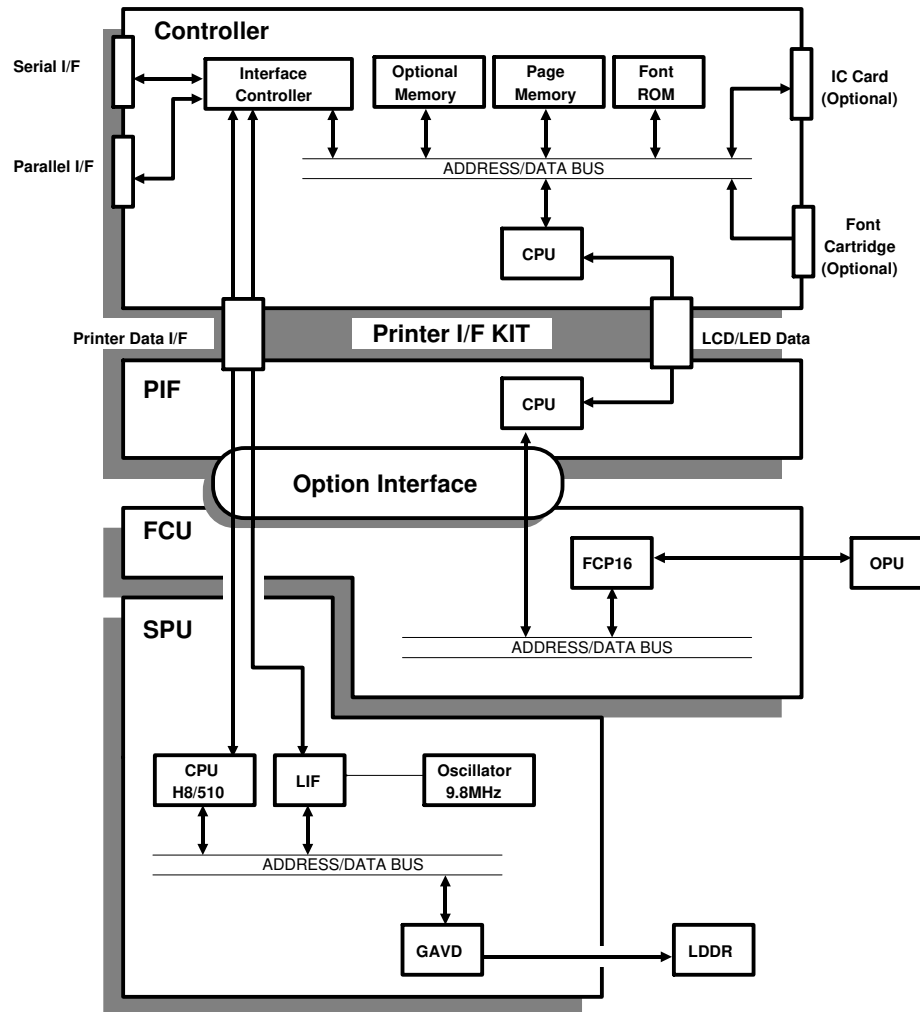 Controller
Serial I/F
Interface
Controller
Optional
Memory
Page
Memory
Font
ROM
IC Card
(Optional)
Parallel I/F
ADDRESS/DATA BUS
CPU
Font
Cartridge
(Optional)
Printer Data I/F
Printer I/F KIT
LCD/LED Data
PIF
CPU
Option Interface
FCU
FCP16
OPU
SPU
ADDRESS/DATA BUS
CPU
H8/510
LIF
Oscillator
9.8MHz
ADDRESS/DATA BUS
GAVD
LDDR